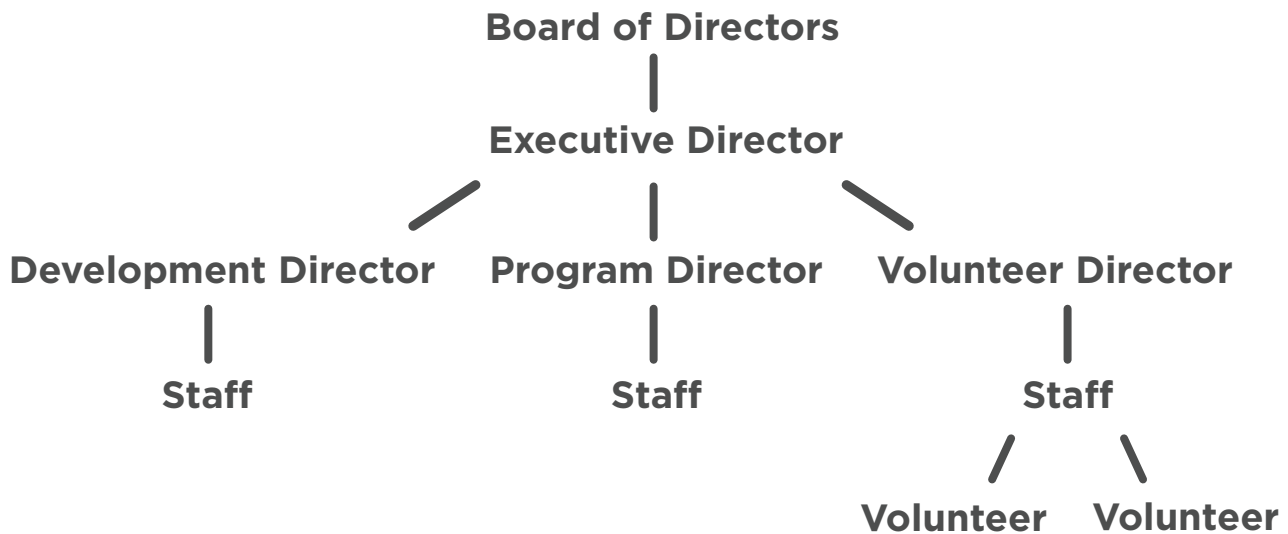 Board of Directors
Executive Director
Development Director
Program Director
Volunteer Director
Staff
Staff
Staff
Volunteer
Volunteer